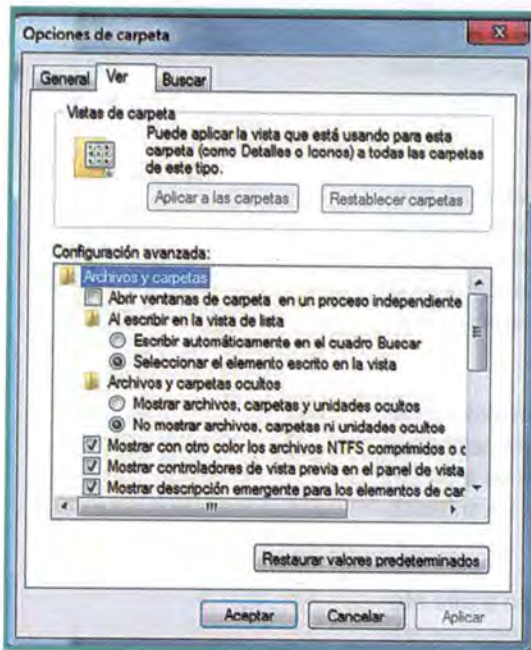 Opciones de carpeta
General Ver Buscar
Vistas de carpeta
Puede aplicar la vista que está usando para esta
carpeta (como Detalles o Iconos) a todas las carpetas
de este tipo.
Aplicar a las carpetas Restablecer carpetas
Configuración avanzada:
Archivos y carpetas
Abrir ventanas de carpeta en un proceso independiente
Al escribir en la vista de lista
Escribir automáticamente en el cuadro Buscar
Seleccionar el elemento escrito en la vista
Archivos y carpetas ocultos
Mostrar archivos, carpetas y unidades ocultos
No mostrar archivos, carpetas ni unidades ocultos
Mostrar con otro color los archivos NTFS comprimidos o c
Mostrar controladores de vista previa en el panel de vista
Mostrar descripción emergente para los elementos de car
Restaurar valores predeterminados
Aceptar Cancelar Aplicar